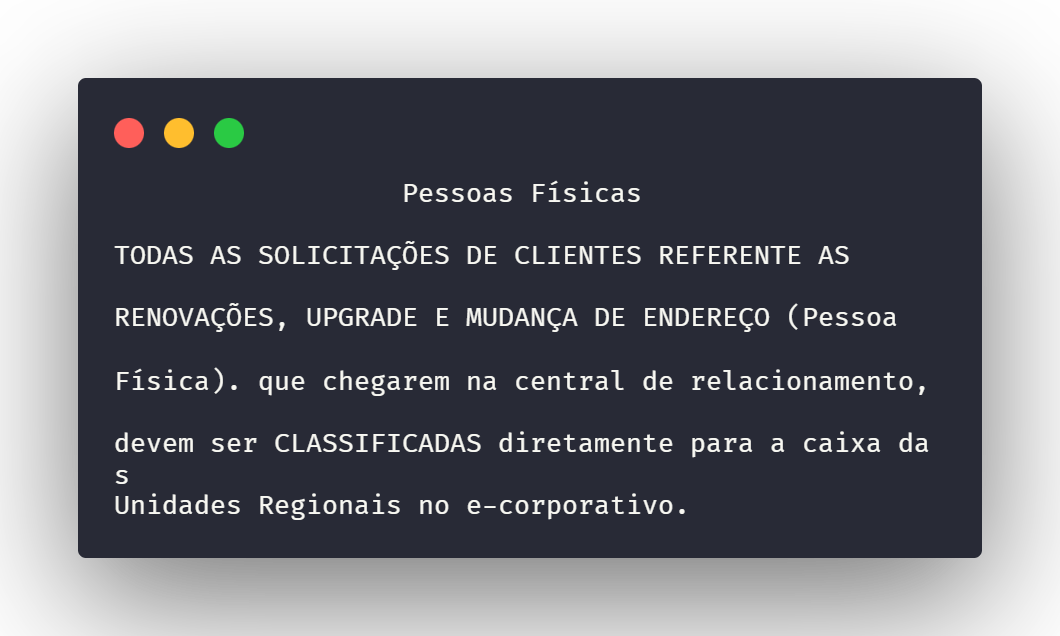 Pessoas Físicas
TODAS AS SOLICITAÇÕES DE CLIENTES REFERENTE AS
RENOVAÇÕES, UPGRADE E MUDANÇA DE ENDEREÇO (Pessoa
Física). que chegarem na central de relacionamento,
devem ser CLASSIFICADAS diretamente para a caixa da
s
Unidades Regionais no e-corporativo.